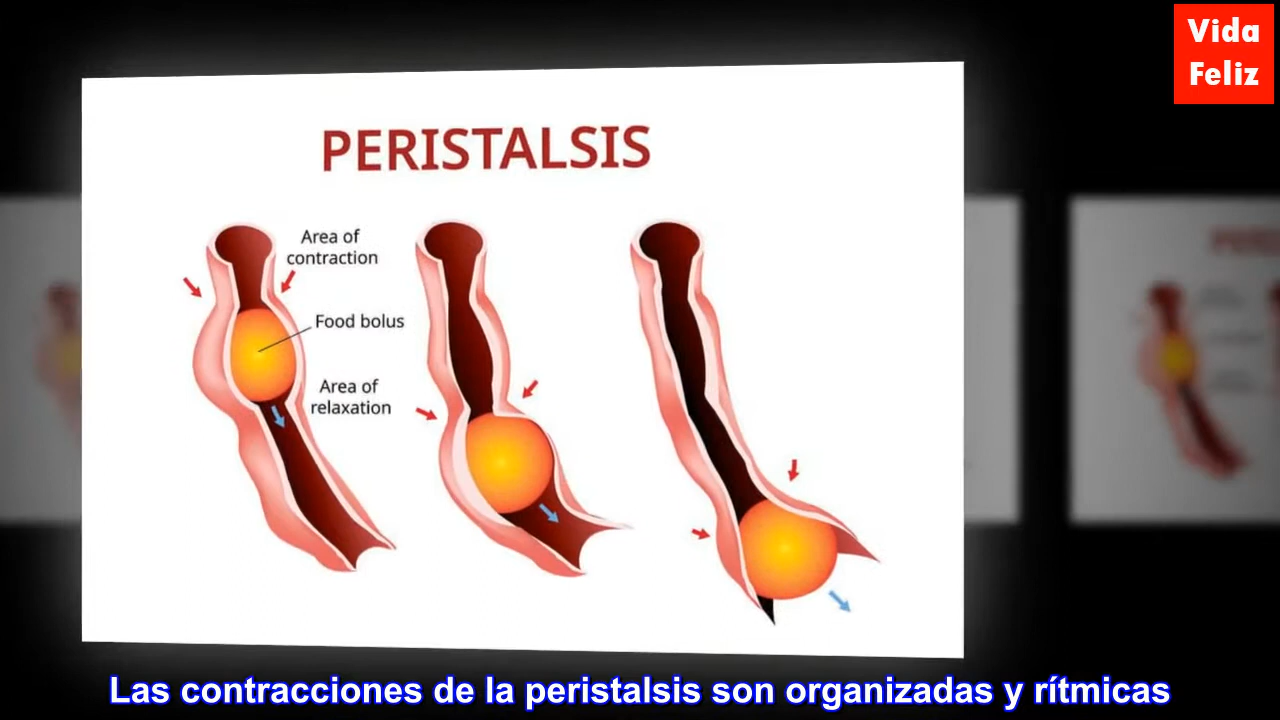 Vida
Feliz
PERISTALSIS
Area of
contraction
Food bolus
Area of
relaxation
Las contracciones de la peristalsis son organizadas y rítmicas